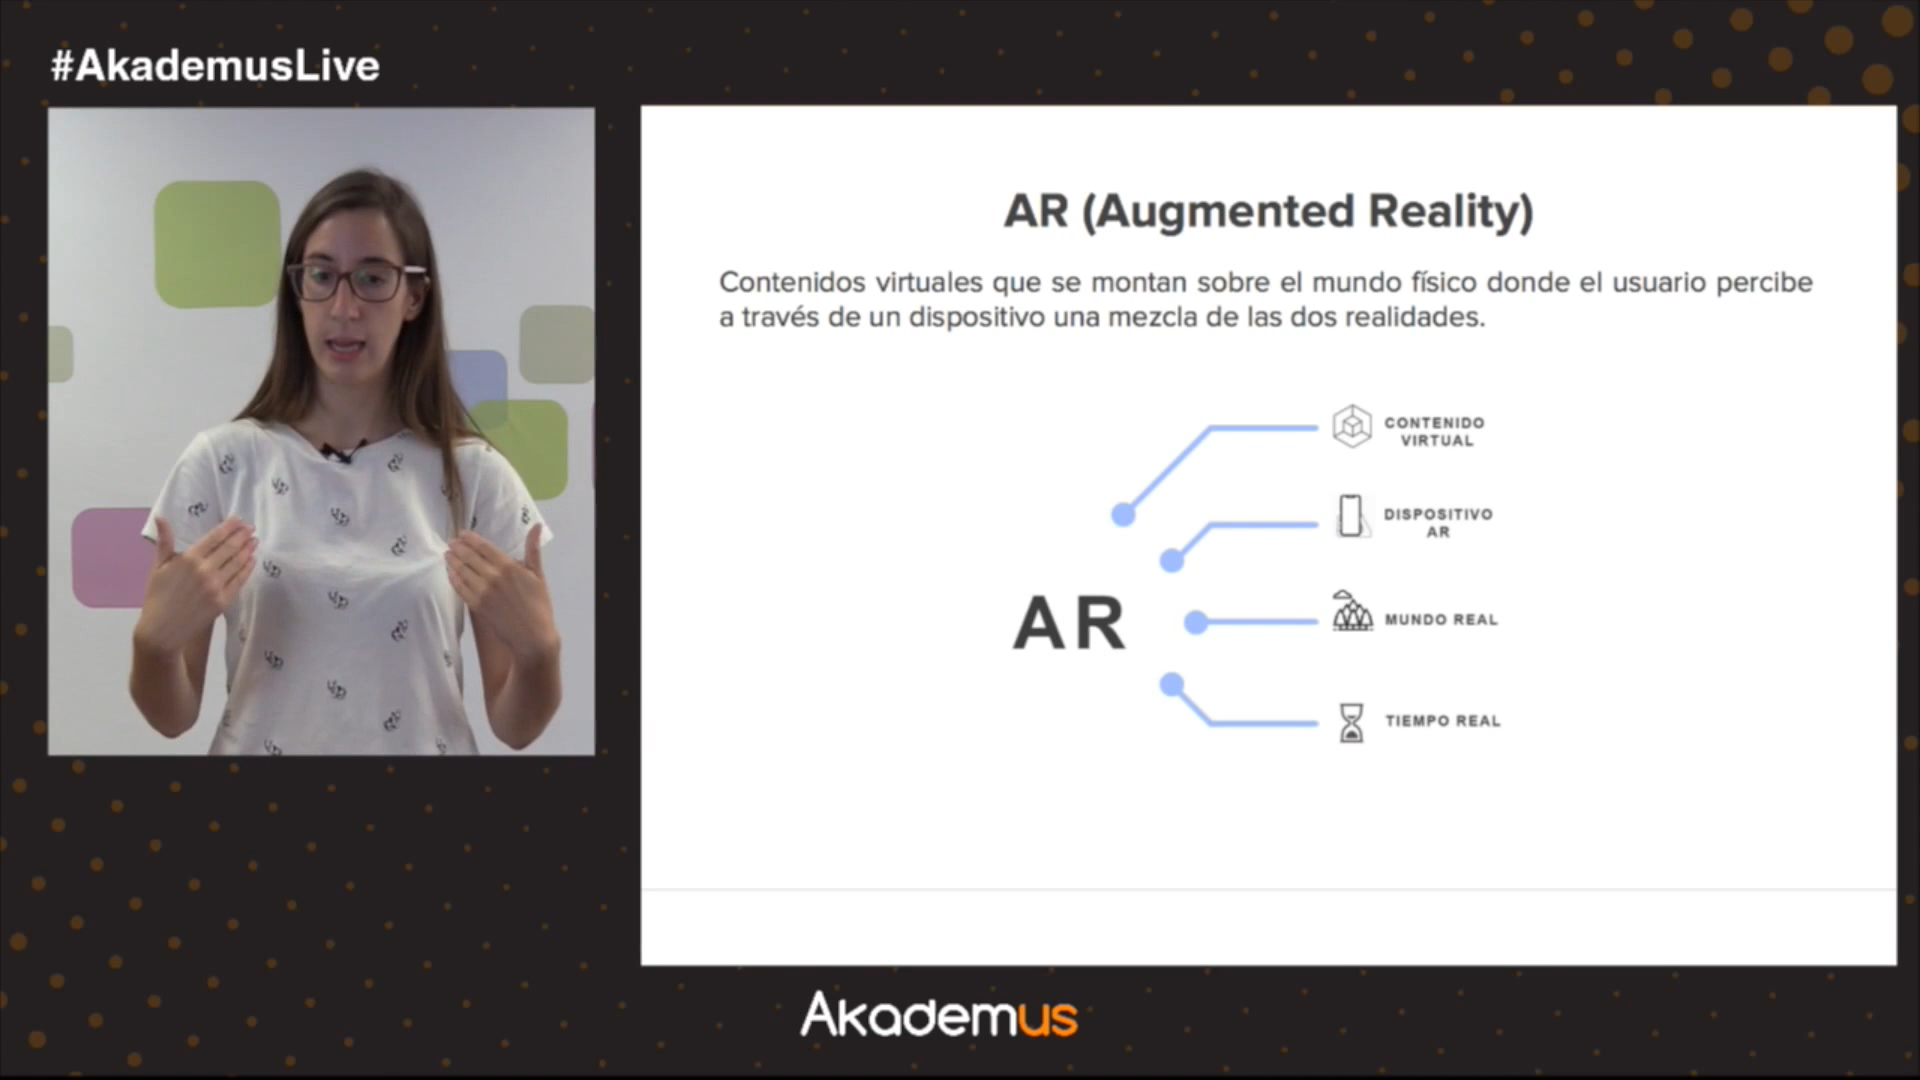 #AkademusLive
AR (Augmented Reality)
Contenidos virtuales que se montan sobre el mundo físico donde el usuario percibe
a través de un dispositivo una mezcla de las dos realidades.
CONTENIDO
VIRTUAL
DISPOSITIVO
AR
AR
MUNDO REAL
TIEMPO REAL
Akademus